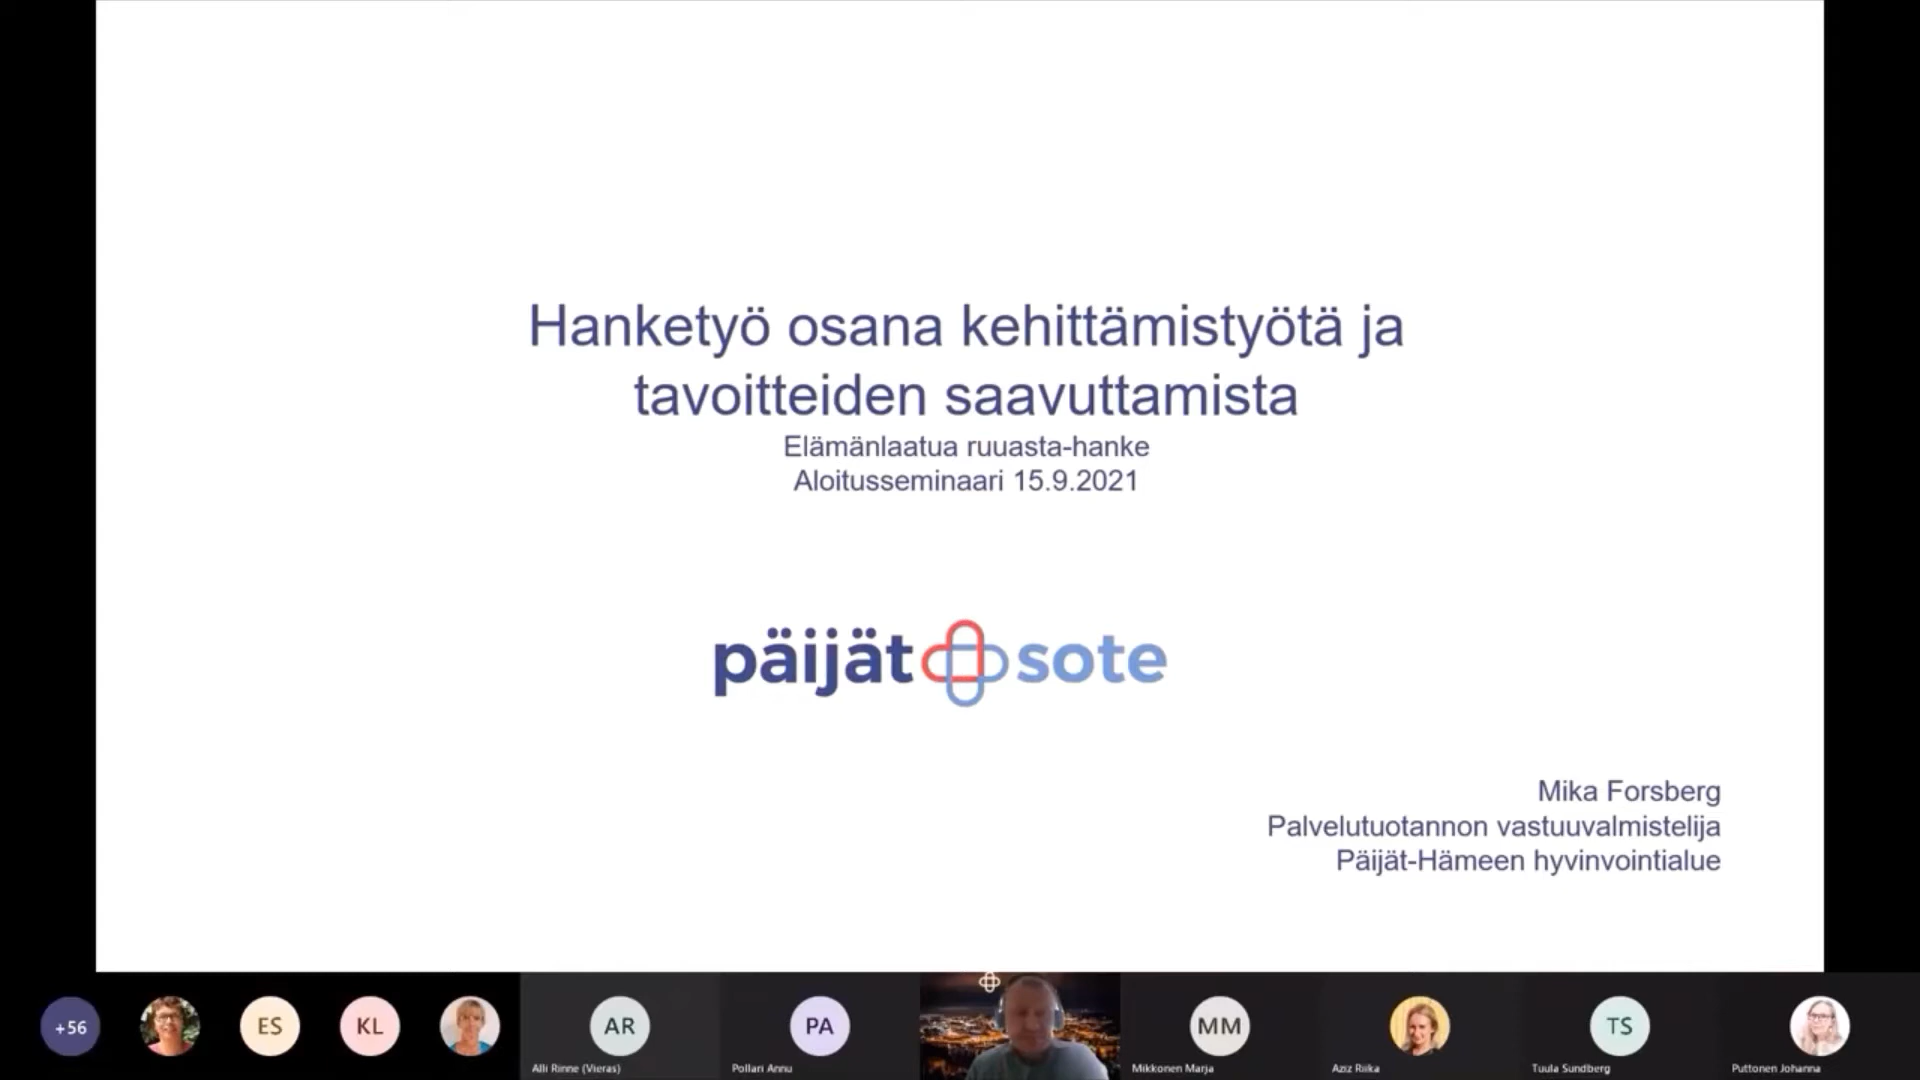 Hanketyö osana kehittämistyötä ja
tavoitteiden saavuttamista
Elämänlaatua ruuasta-hanke
Aloitusseminaari 15.9.2021
päijät sote
Mika Forsberg
Palvelutuotannon vastuuvalmistelija
Päijät-Hämeen hyvinvointialue
+56
ES
KL
AR
PA
MM
TS
Alli Rinne (Vieras)
Pollari Annu
Mikkonen Marja
Aziz Riika
Tuula Sundberg
Puttonen Johanna